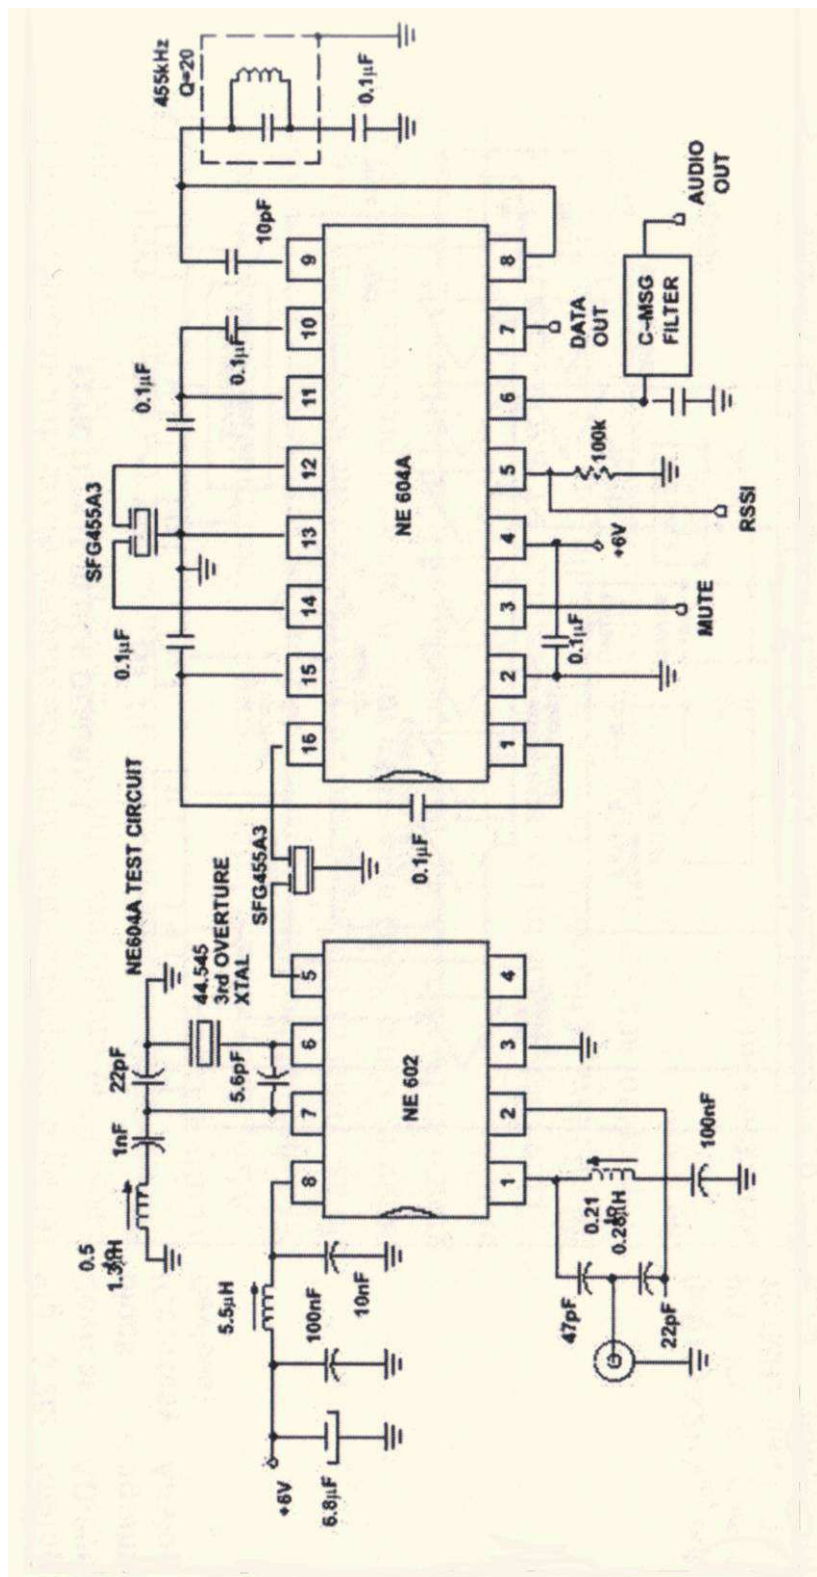 NE604A TEST CIRCUIT
0.5
to
1.3µH
1nF
22pF
44.545
3rd OVERTURE
XTAL
5.6pF
SFG455A3
SFG455A3
0.1µF
0.1µF
0.1µF
10pF
455kHz
Q=20
0.1µF
+6V
6.8µF
5.5µH
100nF
10nF
8
7
6
5
NE 602
1
2
3
4
16
15
14
13
12
11
10
9
NE 604A
1
2
3
4
5
6
7
8
0.1µF
47pF
22pF
0.21
to
0.28µH
100nF
0.1µF
MUTE
+6V
RSSI
100k
DATA
OUT
C-MSG
FILTER
AUDIO
OUT